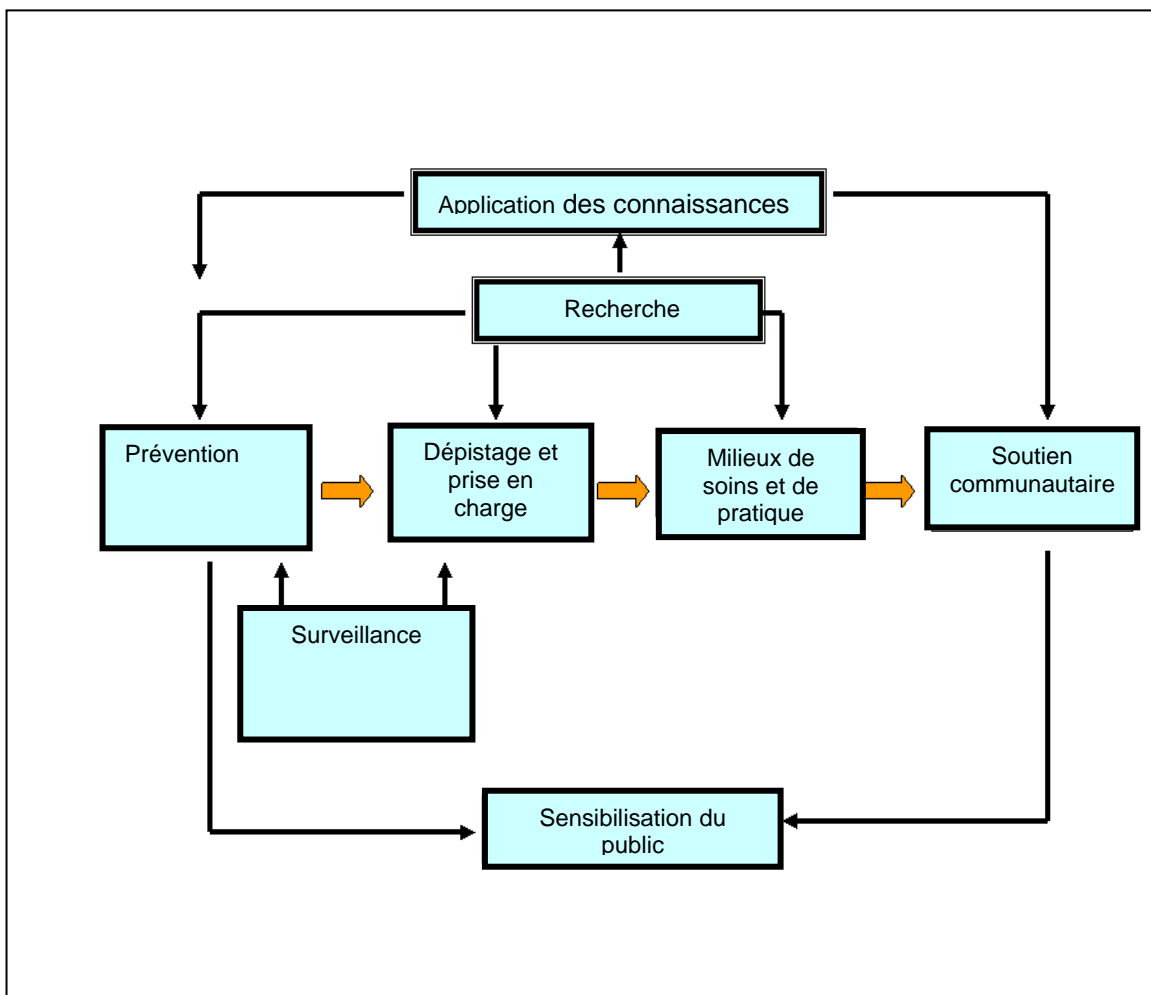 Application des connaissances
Recherche
Prévention
Dépistage et
prise en
charge
Milieux de
soins et de
pratique
Soutien
communautaire
Surveillance
Sensibilisation du
public